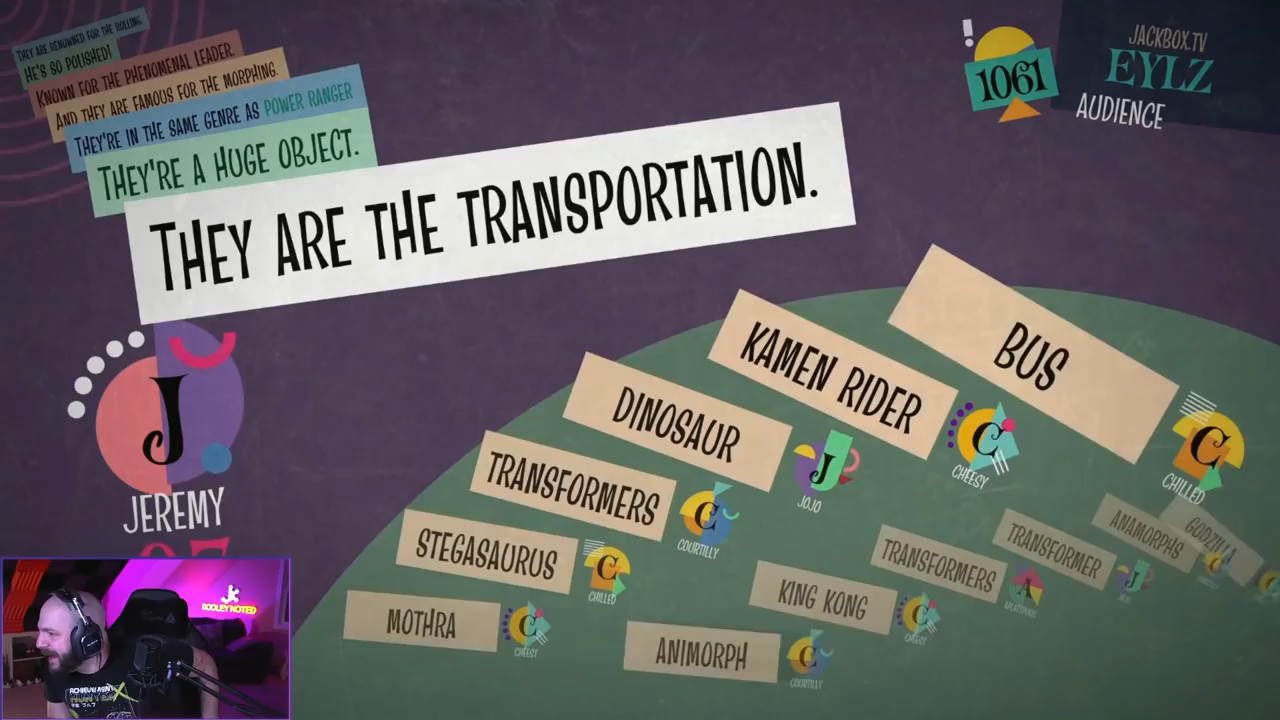 THEY ARE RENOWNED FOR THE ROLLING.
HE'S SO POLISHED!
KNOWN FOR THE PHENOMENAL LEADER.
AND THEY ARE FAMOUS FOR THE MORPHING.
THEY'RE IN THE SAME GENRE AS POWER RANGER
THEY'RE A HUGE OBJECT.
THEY ARE THE TRANSPORTATION.
!
1061
JACKBOX.TV
EYLZ
AUDIENCE
J
JEREMY
BUS
C
CHILLED
KAMEN RIDER
C
CHEESY
DINOSAUR
J
JOJO
TRANSFORMERS
C
COURTILLY
STEGASAURUS
C
CHILLED
MOTHRA
C
CHEESY
ANIMORPH
C
COURTILLY
KING KONG
C
CHEESY
TRANSFORMERS
A
TRANSFORMER
J
ANAMORPHS
GODZILLA
JK
DOOLEY NOTED